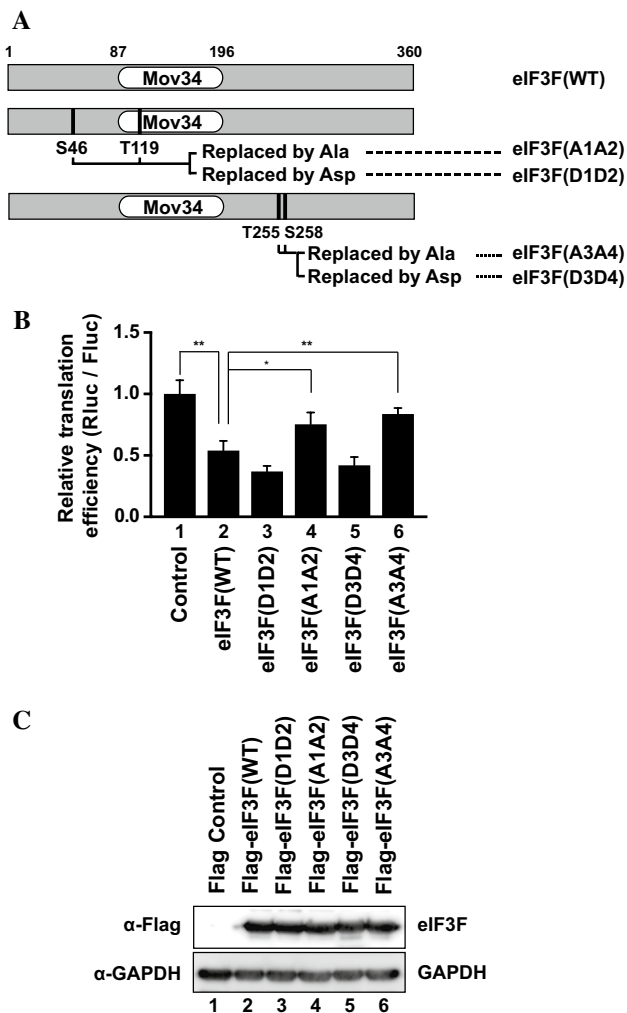 A
1 87 196 360
Mov34 eIF3F(WT)
Mov34
S46 T119
Replaced by Ala eIF3F(A1A2)
Replaced by Asp eIF3F(D1D2)
Mov34
T255 S258
Replaced by Ala eIF3F(A3A4)
Replaced by Asp eIF3F(D3D4)
B
Relative translation
efficiency (Rluc / Fluc)
1.5
1.0
0.5
0.0
** * **
1 2 3 4 5 6
Control
eIF3F(WT)
eIF3F(D1D2)
eIF3F(A1A2)
eIF3F(D3D4)
eIF3F(A3A4)
C
Flag Control
Flag-eIF3F(WT)
Flag-eIF3F(D1D2)
Flag-eIF3F(A1A2)
Flag-eIF3F(D3D4)
Flag-eIF3F(A3A4)
α-Flag eIF3F
α-GAPDH GAPDH
1 2 3 4 5 6